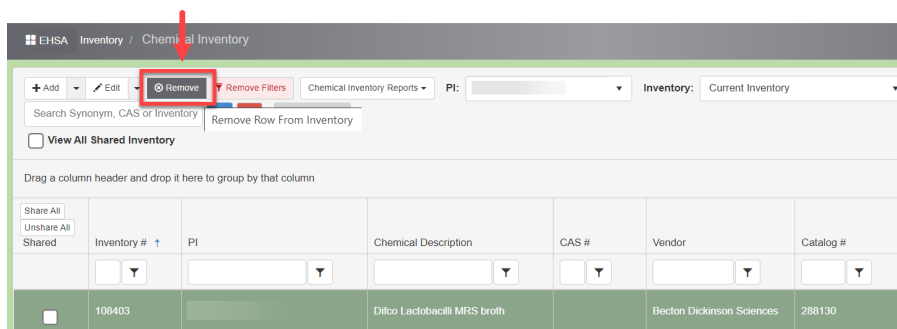 EHSA Inventory / Chemical Inventory
Add Edit Remove Remove Filters Chemical Inventory Reports PI: Inventory: Current Inventory
Search Synonym, CAS or Inventory
Remove Row From Inventory
View All Shared Inventory
Drag a column header and drop it here to group by that column
Share All
Unshare All
Shared Inventory # ↑ PI Chemical Description CAS # Vendor Catalog #
108403 Difco Lactobacilli MRS broth Becton Dickinson Sciences 288130